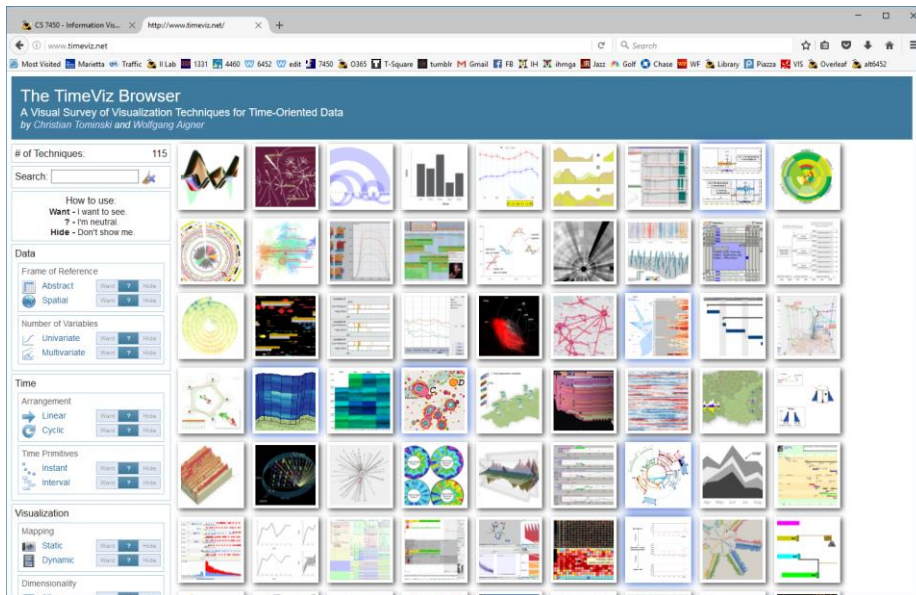 CS 7450 - Information Vis...
http://www.timeviz.net/
www.timeviz.net
Search
Most Visited Marietta Traffic II Lab 1331 4460 6452 edit 7450 O365 T-Square tumblr Gmail FB IH ihmga Jazz Golf Chase WF Library Piazza VIS Overleaf alt6452
The TimeViz Browser
A Visual Survey of Visualization Techniques for Time-Oriented Data
by Christian Tominski and Wolfgang Aigner
# of Techniques: 115
Search:
How to use:
Want - I want to see.
? - I'm neutral.
Hide - Don't show me.
Data
Frame of Reference
Abstract Want ? Hide
Spatial Want ? Hide
Number of Variables
Univariate Want ? Hide
Multivariate Want ? Hide
Time
Arrangement
Linear Want ? Hide
Cyclic Want ? Hide
Time Primitives
Instant Want ? Hide
Interval Want ? Hide
Visualization
Mapping
Static Want ? Hide
Dynamic Want ? Hide
Dimensionality